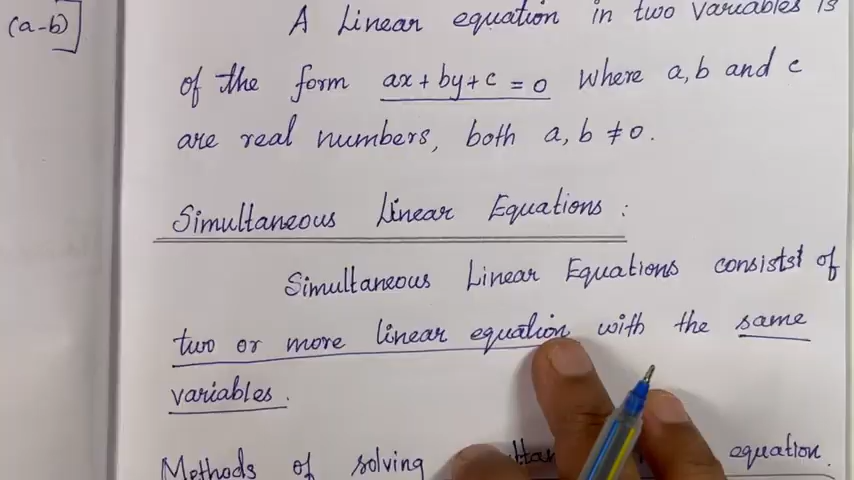 (a-b)]
A Linear equation in two variables is
of the form ax + by + c = 0 where a, b and c
are real numbers, both a, b ≠ 0.
Simultaneous Linear Equations :
Simultaneous Linear Equations consists of
two or more linear equation with the same
variables.
Methods of solving equation.